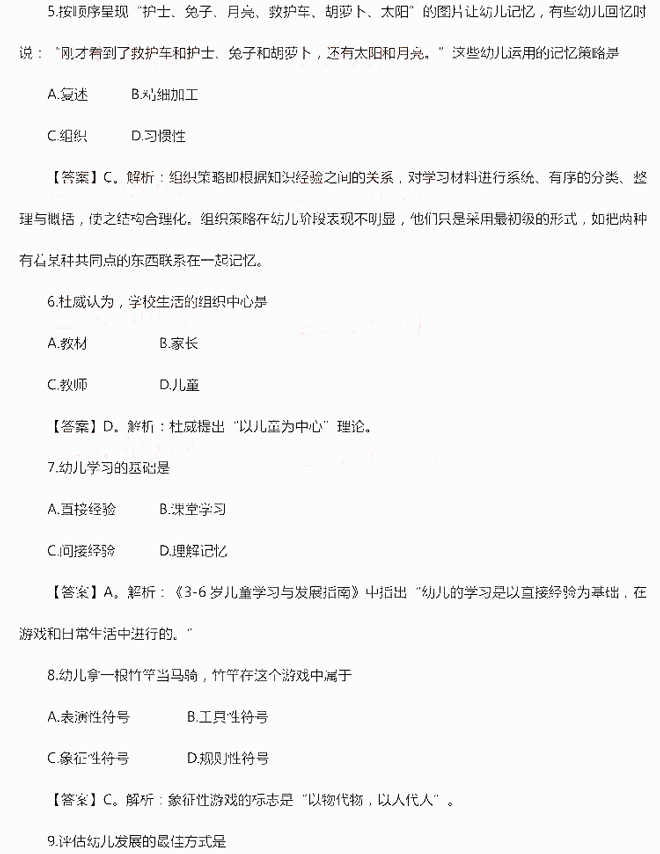 5.按顺序呈现“护士、兔子、月亮、救护车、胡萝卜、太阳”的图片让幼儿记忆，有些幼儿回忆时
说：“刚才看到了救护车和护士、兔子和胡萝卜，还有太阳和月亮。”这些幼儿运用的记忆策略是
A.复述 B.精细加工
C.组织 D.习惯性
【答案】C。解析：组织策略即根据知识经验之间的关系，对学习材料进行系统、有序的分类、整
理与概括，使之结构合理化。组织策略在幼儿阶段表现不明显，他们只是采用最初级的形式，如把两种
有着某种共同点的东西联系在一起记忆。
6.杜威认为，学校生活的组织中心是
A.教材 B.家长
C.教师 D.儿童
【答案】D。解析：杜威提出“以儿童为中心”理论。
7.幼儿学习的基础是
A.直接经验 B.课堂学习
C.间接经验 D.理解记忆
【答案】A。解析：《3-6 岁儿童学习与发展指南》中指出“幼儿的学习是以直接经验为基础，在
游戏和日常生活中进行的。”
8.幼儿拿一根竹竿当马骑，竹竿在这个游戏中属于
A.表演性符号 B.工具性符号
C.象征性符号 D.规则性符号
【答案】C。解析：象征性游戏的标志是“以物代物，以人代人”。
9.评估幼儿发展的最佳方式是